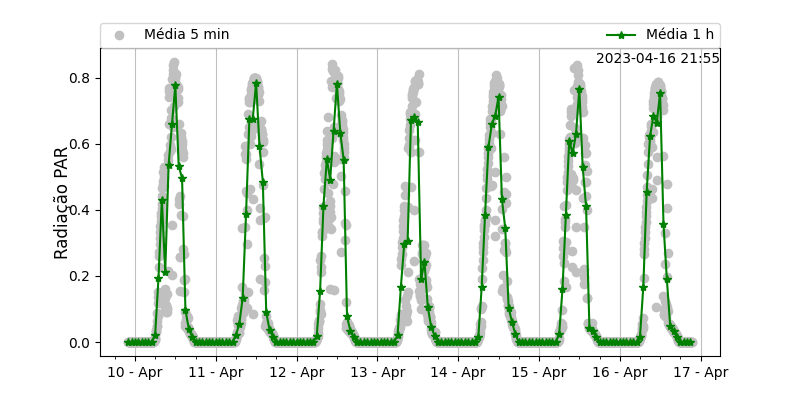 Média 5 min
Média 1 h
2023-04-16 21:55
Radiação PAR
0.8
0.6
0.4
0.2
0.0
10 - Apr
11 - Apr
12 - Apr
13 - Apr
14 - Apr
15 - Apr
16 - Apr
17 - Apr